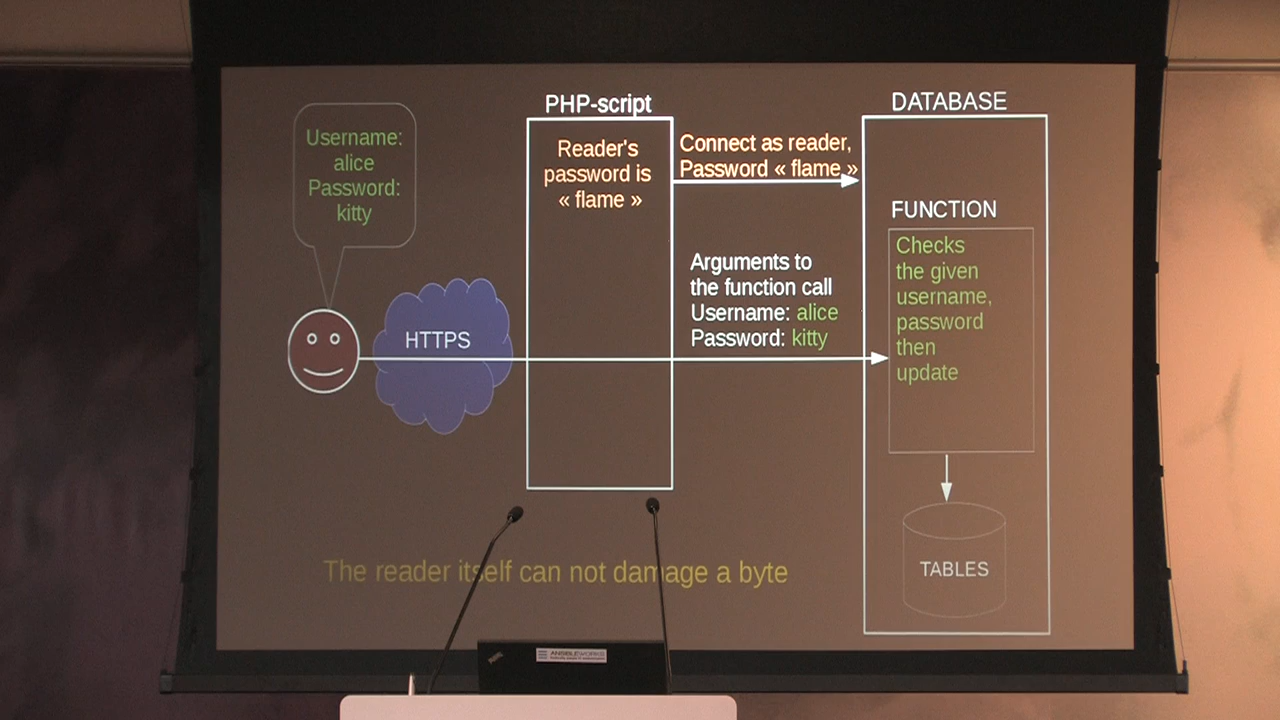 Username:
alice
Password:
kitty
HTTPS
PHP-script
Reader's
password is
« flame »
Connect as reader,
Password « flame »
Arguments to
the function call
Username: alice
Password: kitty
DATABASE
FUNCTION
Checks
the given
username,
password
then
update
TABLES
The reader itself can not damage a byte
ANSIBLEWORKS